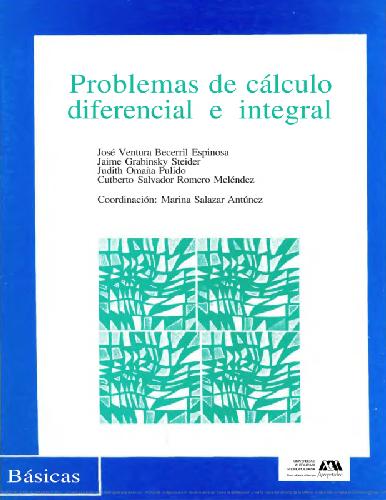 Problemas de cálculo
diferencial e integral
José Ventura Becerril Espinosa
Jaime Grabinsky Steider
Judith Omaña Pulido
Cutberto Salvador Romero Meléndez
Coordinación: Marina Salazar Antúnez
Azcapotzalco
Básicas